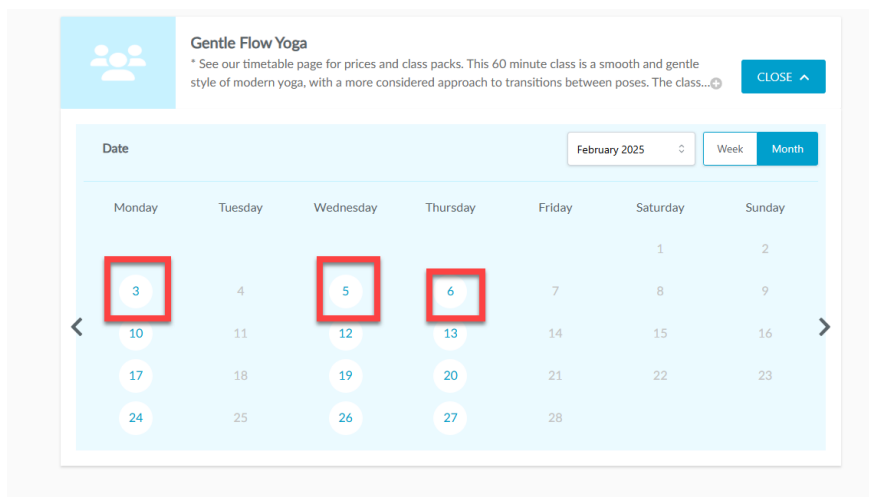 Gentle Flow Yoga
* See our timetable page for prices and class packs. This 60 minute class is a smooth and gentle
style of modern yoga, with a more considered approach to transitions between poses. The class...
CLOSE
Date
February 2025
Week
Month
Monday Tuesday Wednesday Thursday Friday Saturday Sunday
1 2
3 4 5 6 7 8 9
10 11 12 13 14 15 16
17 18 19 20 21 22 23
24 25 26 27 28